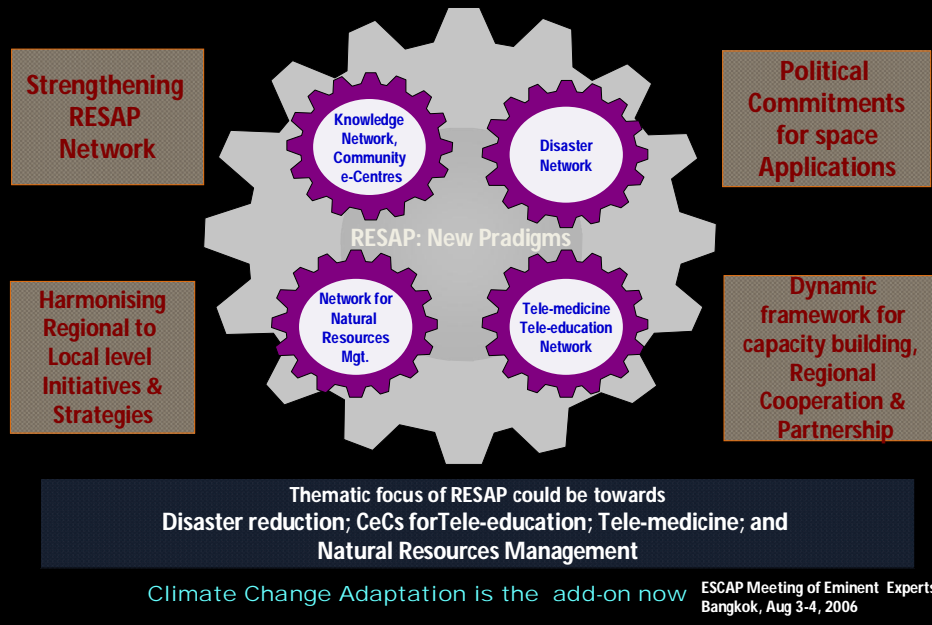 Strengthening
RESAP
Network
Knowledge
Network,
Community
e-Centres
Disaster
Network
Political
Commitments
for space
Applications
RESAP: New Pradigms
Harmonising
Regional to
Local level
Initiatives &
Strategies
Network for
Natural
Resources
Mgt.
Tele-medicine
Tele-education
Network
Dynamic
framework for
capacity building,
Regional
Cooperation &
Partnership
Thematic focus of RESAP could be towards
Disaster reduction; CeCs forTele-education; Tele-medicine; and
Natural Resources Management
Climate Change Adaptation is the add-on now
ESCAP Meeting of Eminent Experts
Bangkok, Aug 3-4, 2006